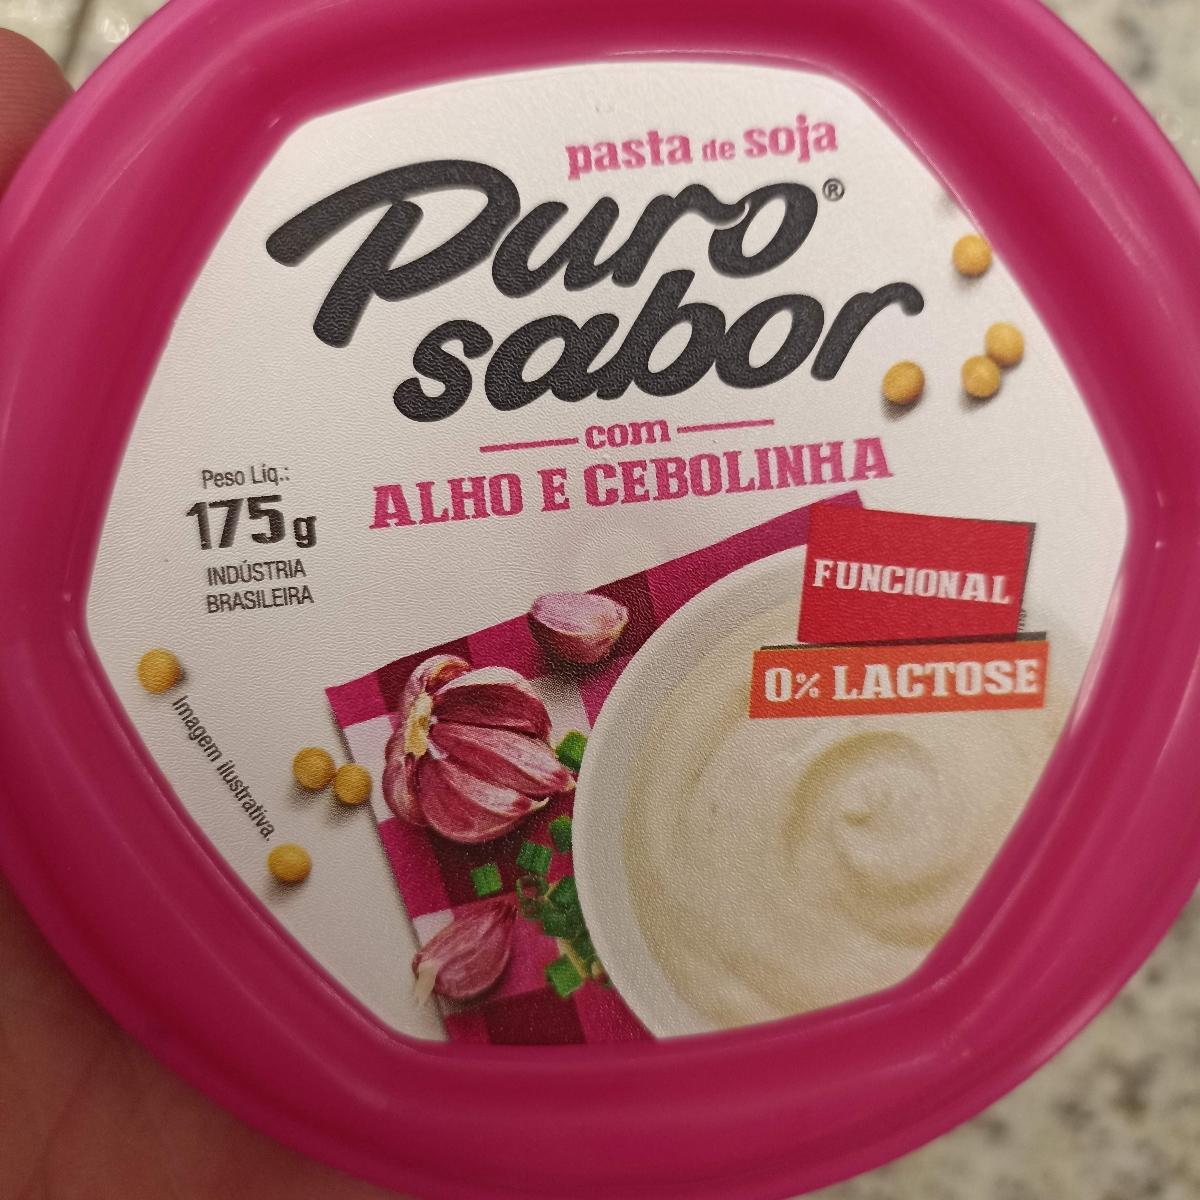 pasta de soja
Puro®
sabor
com
ALHO E CEBOLINHA
Peso Líq.:
175g
INDÚSTRIA
BRASILEIRA
FUNCIONAL
0% LACTOSE
Imagem ilustrativa.